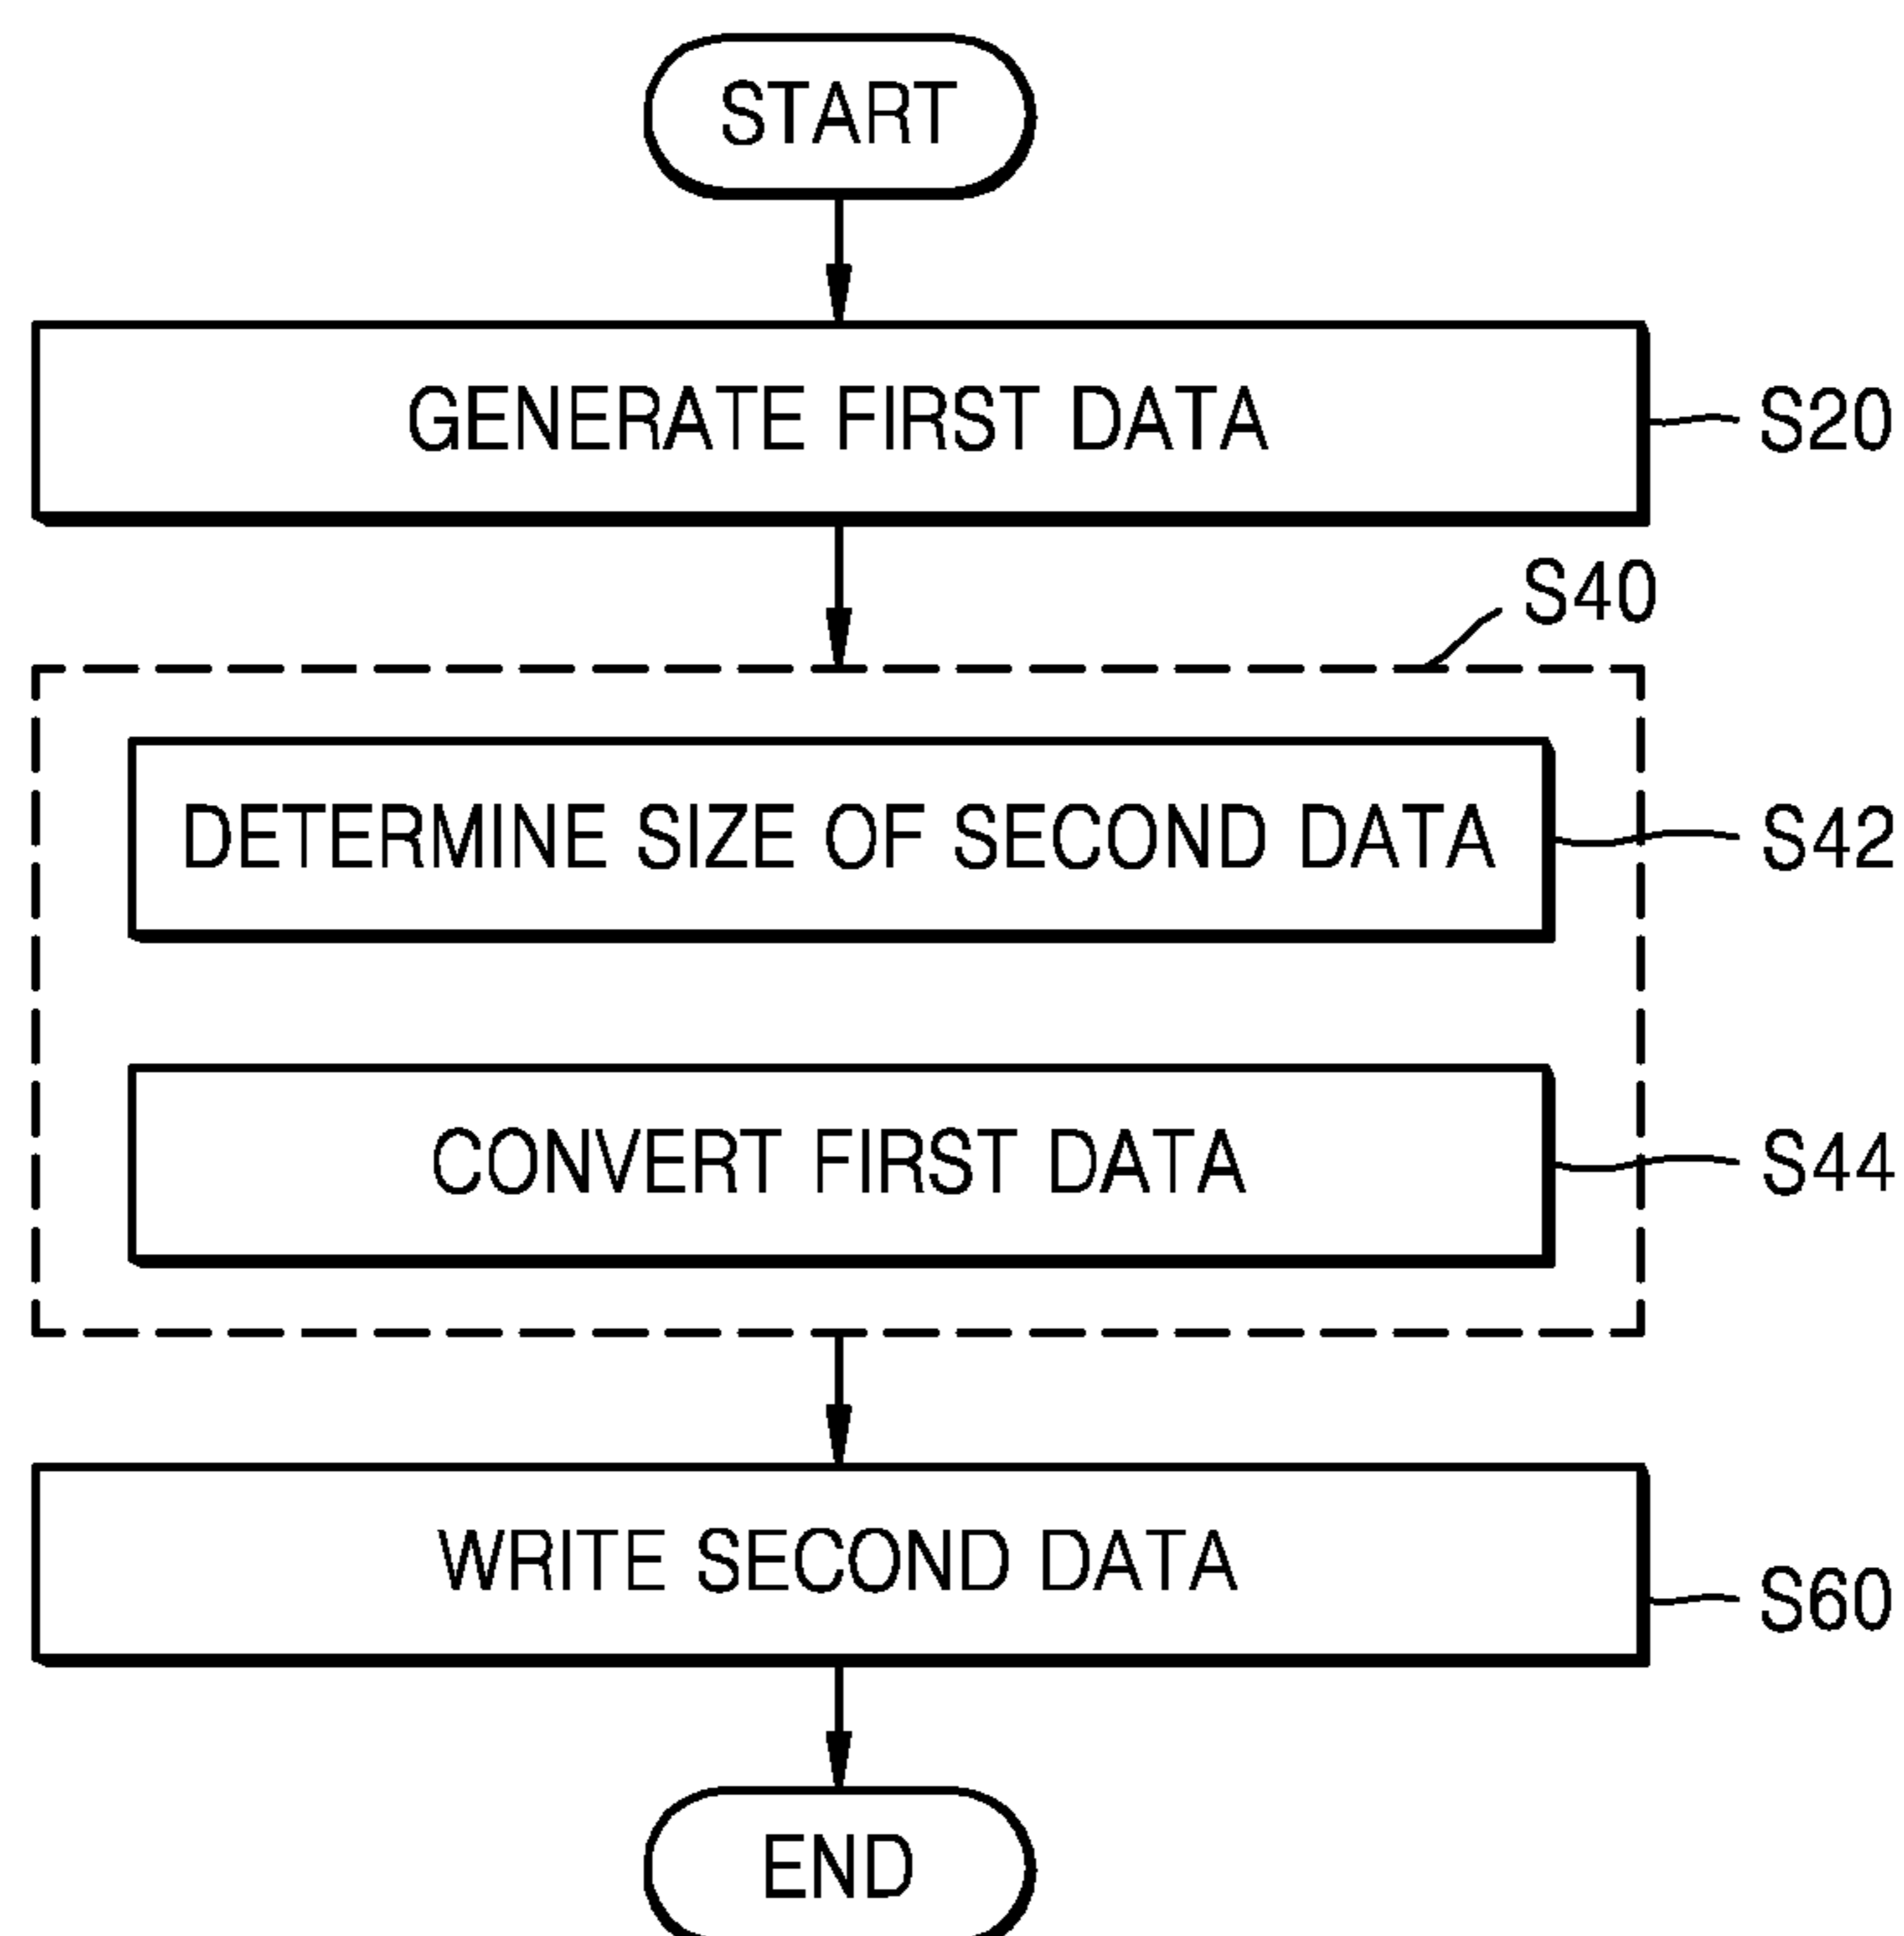 START
GENERATE FIRST DATA
S20
S40
DETERMINE SIZE OF SECOND DATA
S42
CONVERT FIRST DATA
S44
WRITE SECOND DATA
S60
END